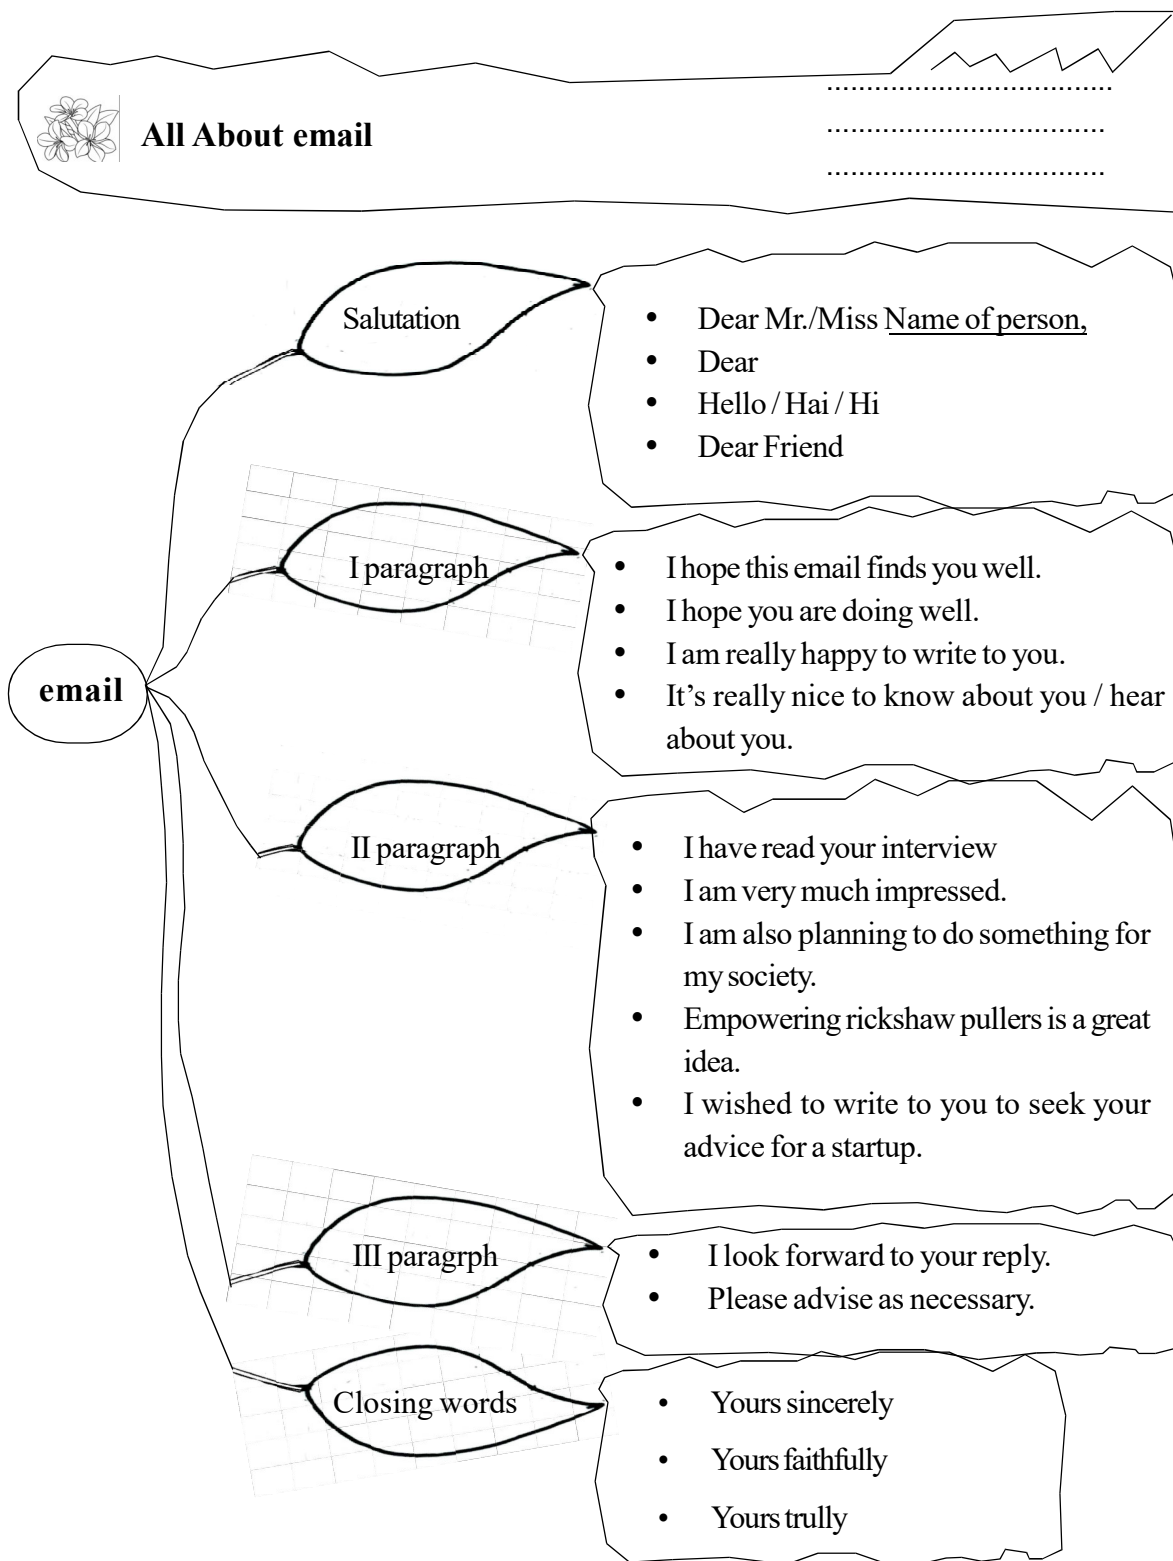 All About email
....................................
...................................
...................................
Salutation
• Dear Mr./Miss Name of person,
• Dear
• Hello / Hai / Hi
• Dear Friend
I paragraph
• I hope this email finds you well.
• I hope you are doing well.
• I am really happy to write to you.
• It’s really nice to know about you / hear
about you.
email
II paragraph
• I have read your interview
• I am very much impressed.
• I am also planning to do something for
my society.
• Empowering rickshaw pullers is a great
idea.
• I wished to write to you to seek your
advice for a startup.
III paragrph
• I look forward to your reply.
• Please advise as necessary.
Closing words
• Yours sincerely
• Yours faithfully
• Yours trully